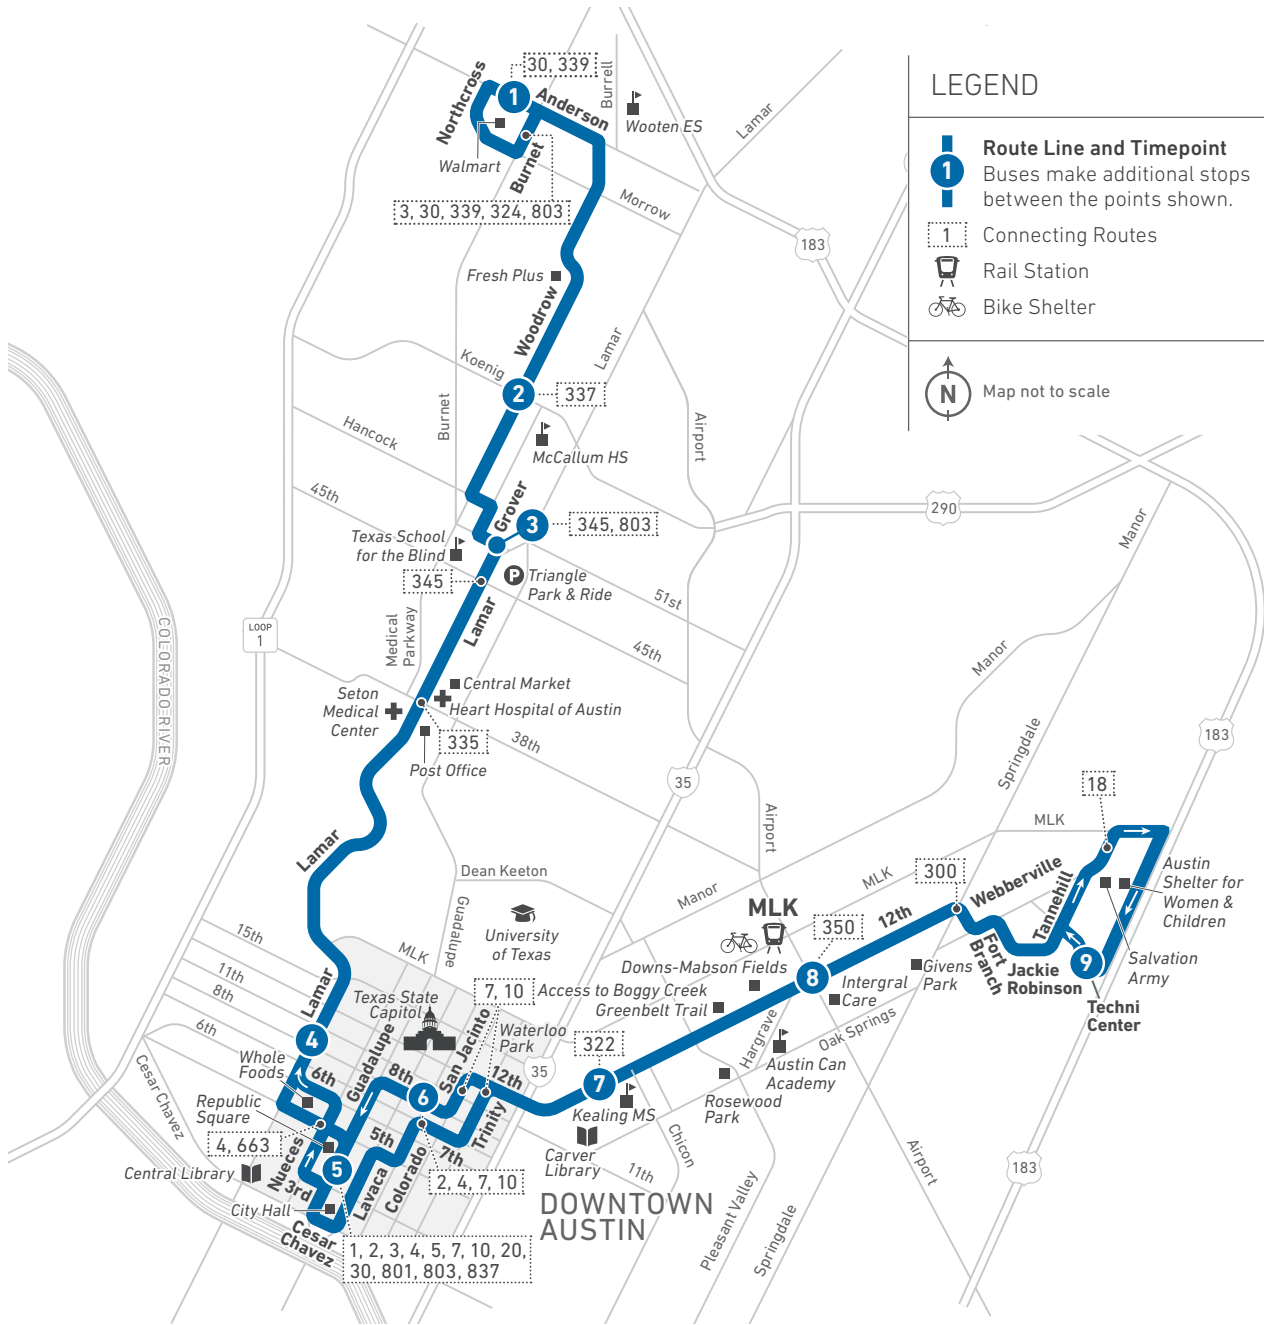 30, 339
1
Northcross
Anderson
Burrell
Wooten ES
Walmart
Burnet
Lamar
3, 30, 339, 324, 803
Morrow
183
Fresh Plus
Woodrow
Lamar
Koenig
2
337
Burnet
Hancock
McCallum HS
Airport
45th
Grover
3
345, 803
Texas School
for the Blind
345
P
Triangle
Park & Ride
51st
45th
Medical
Parkway
Lamar
LOOP
1
COLORADO RIVER
290
Manor
Manor
Springdale
183
Central Market
Heart Hospital of Austin
Seton
Medical
Center
335
38th
Post Office
35
Airport
Lamar
Dean Keeton
Guadalupe
Manor
MLK
University
of Texas
MLK
15th
11th
8th
6th
Lamar
Texas State
Capitol
4
7, 10
San Jacinto
Waterloo
Park
Guadalupe
8th
12th
6
Whole
Foods
6th
Republic
Square
4, 663
Nueces
Central Library
3rd
5
City Hall
Cesar
Chavez
Cesar Chavez
5th
Lavaca
Colorado
7th
Trinity
2, 4, 7, 10
1, 2, 3, 4, 5, 7, 10, 20,
30, 801, 803, 837
DOWNTOWN
AUSTIN
35
322
7
Kealing MS
Carver
Library
11th
Chicon
Pleasant Valley
Springdale
Airport
183
Rosewood
Park
Austin Can
Academy
Hargrave
Oak Springs
Downs-Mabson Fields
Access to Boggy Creek
Greenbelt Trail
MLK
8
350
Intergral
Care
12th
300
Givens
Park
Webberville
Fort
Branch
Jackie
Robinson
Tannehill
MLK
18
Austin
Shelter for
Women &
Children
Salvation
Army
9
Techni
Center
LEGEND
1
Route Line and Timepoint
Buses make additional stops
between the points shown.
1
Connecting Routes
Rail Station
Bike Shelter
N
Map not to scale